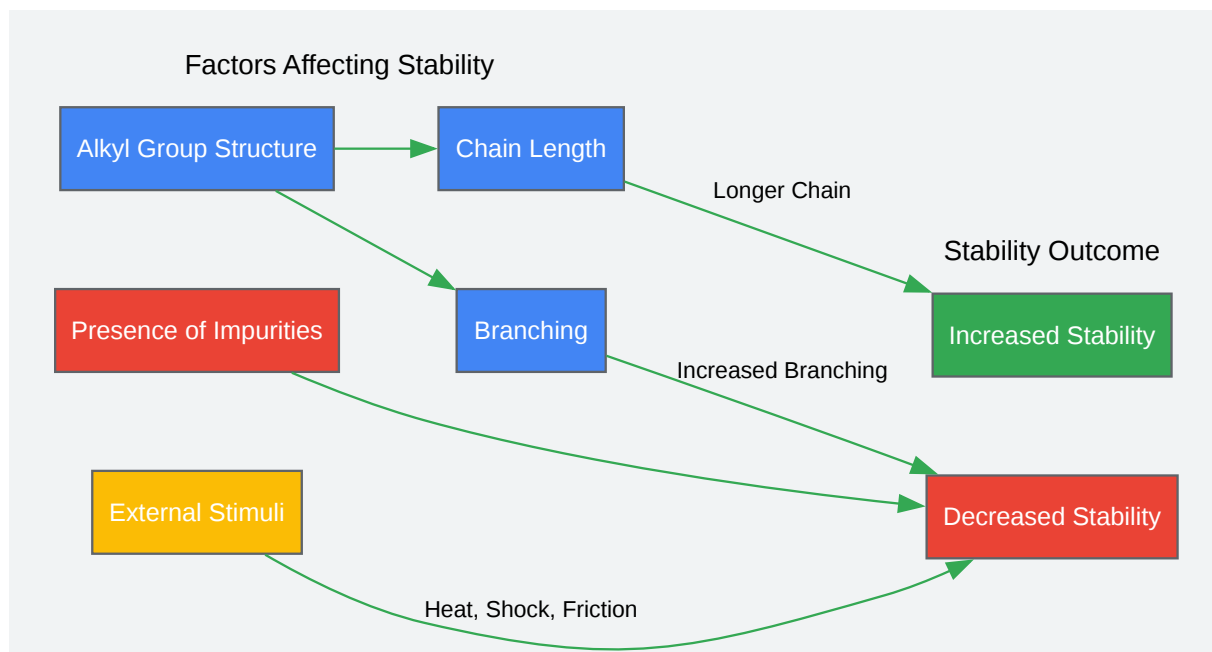 Factors Affecting Stability
Alkyl Group Structure
Chain Length
Longer Chain
Stability Outcome
Presence of Impurities
Branching
Increased Stability
Increased Branching
External Stimuli
Decreased Stability
Heat, Shock, Friction